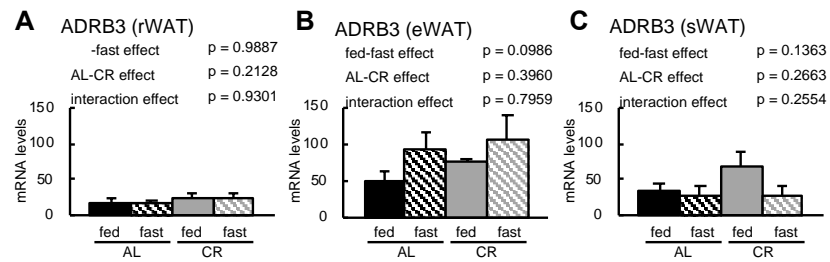 A ADRB3 (rWAT)
-fast effect p = 0.9887
AL-CR effect p = 0.2128
interaction effect p = 0.9301
150
100
50
0
mRNA levels
fed fast fed fast
AL CR
B ADRB3 (eWAT)
fed-fast effect p = 0.0986
AL-CR effect p = 0.3960
interaction effect p = 0.7959
150
100
50
0
mRNA levels
fed fast fed fast
AL CR
C ADRB3 (sWAT)
fed-fast effect p = 0.1363
AL-CR effect p = 0.2663
interaction effect p = 0.2554
150
100
50
0
mRNA levels
fed fast fed fast
AL CR